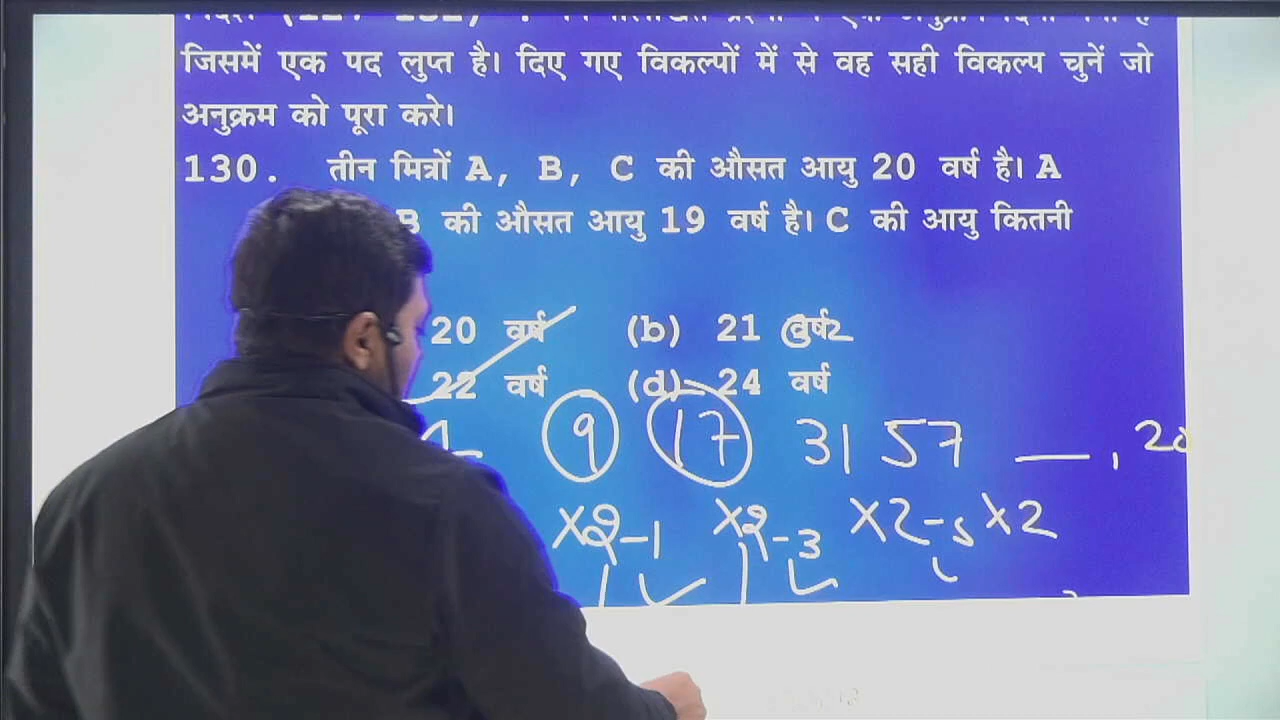 जिसमें एक पद लुप्त है। दिए गए विकल्पों में से वह सही विकल्प चुनें जो
अनुक्रम को पूरा करे।
130. तीन मित्रों A, B, C की औसत आयु 20 वर्ष है। A
B की औसत आयु 19 वर्ष है। C की आयु कितनी
20 वर्ष (b) 21 वर्ष
22 वर्ष (d) 24 वर्ष
9 17 31 57 __ , 20
×2-1 ×2-3 ×2-5 ×2